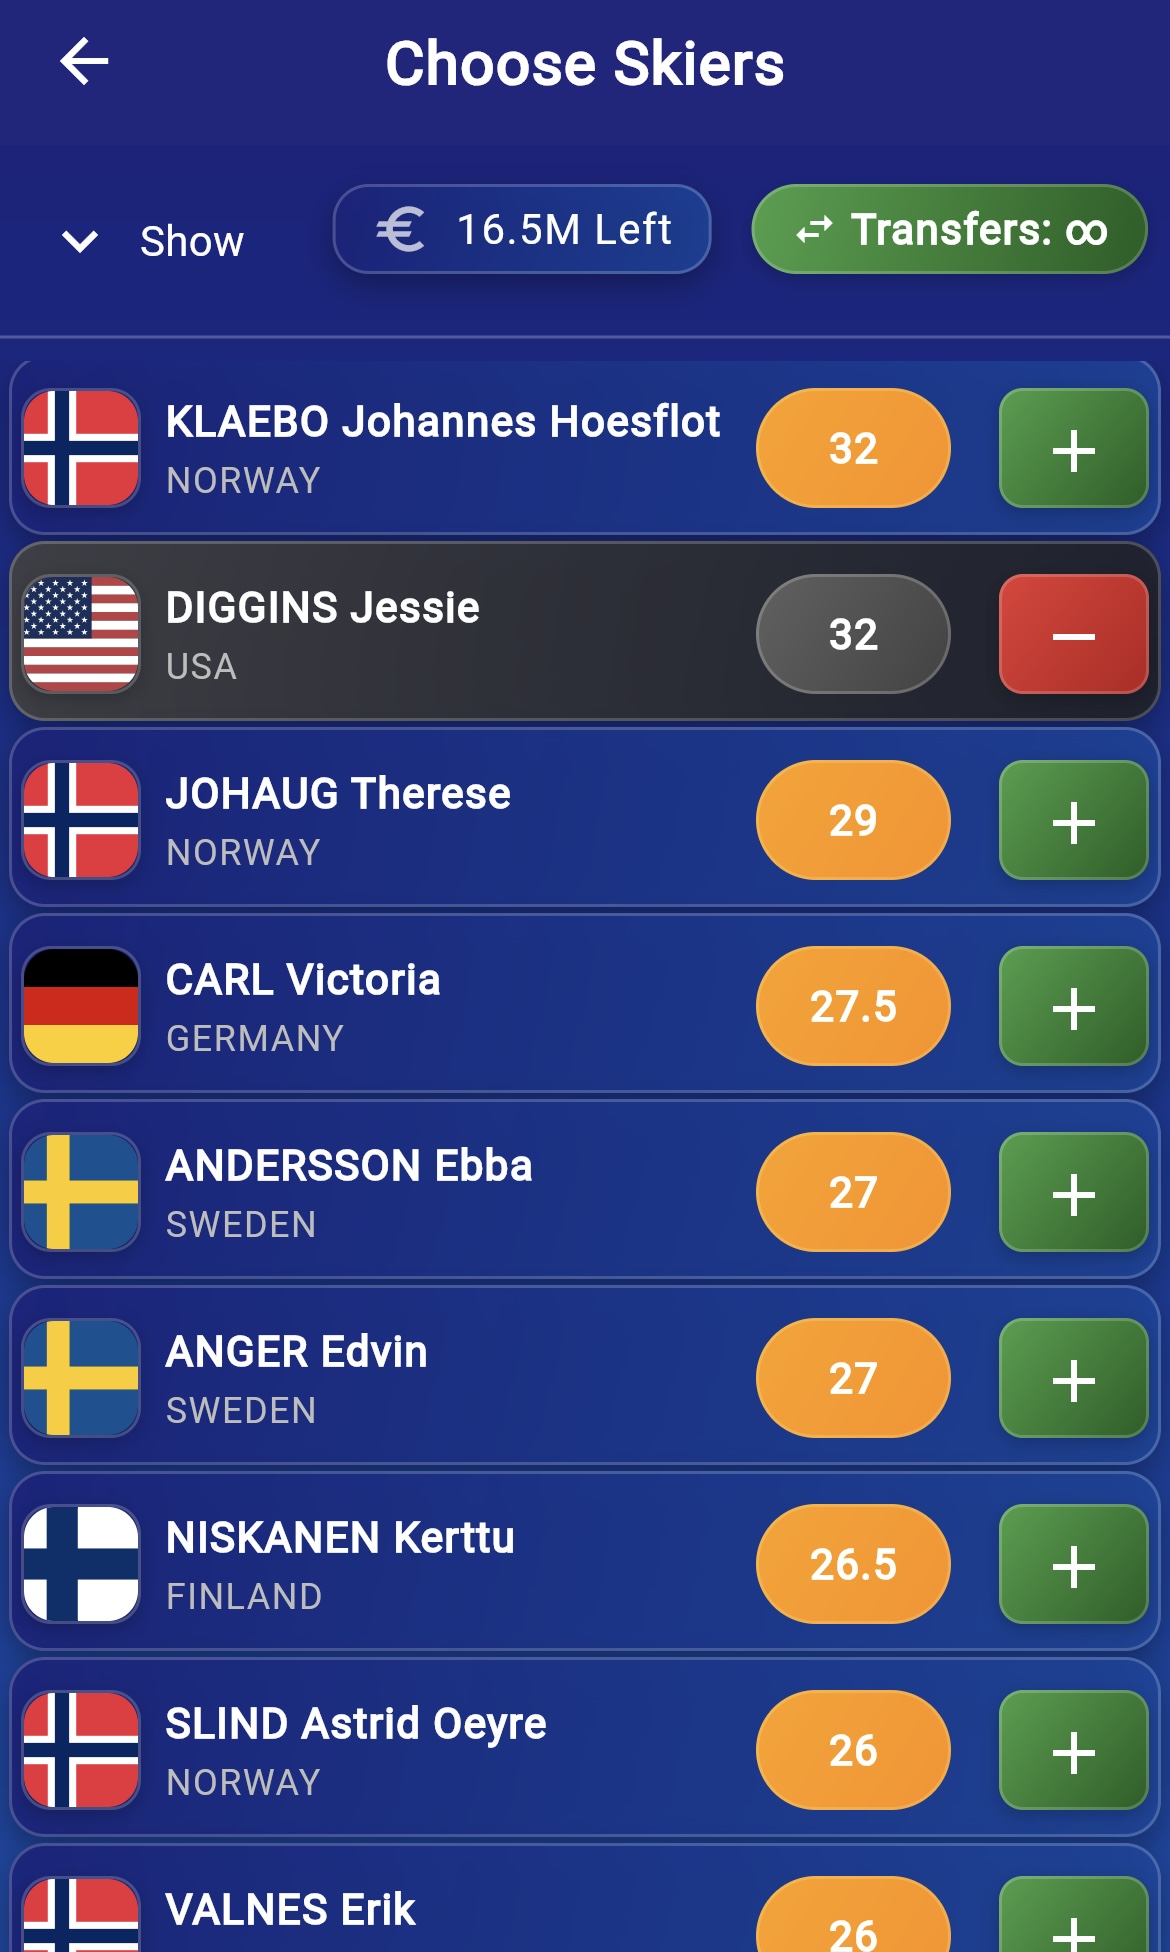 Choose Skiers
Show
€ 16.5M Left
Transfers: ∞
KLAEBO Johannes Hoesflot
NORWAY
32
+
DIGGINS Jessie
USA
32
−
JOHAUG Therese
NORWAY
29
+
CARL Victoria
GERMANY
27.5
+
ANDERSSON Ebba
SWEDEN
27
+
ANGER Edvin
SWEDEN
27
+
NISKANEN Kerttu
FINLAND
26.5
+
SLIND Astrid Oeyre
NORWAY
26
+
VALNES Erik
26
+